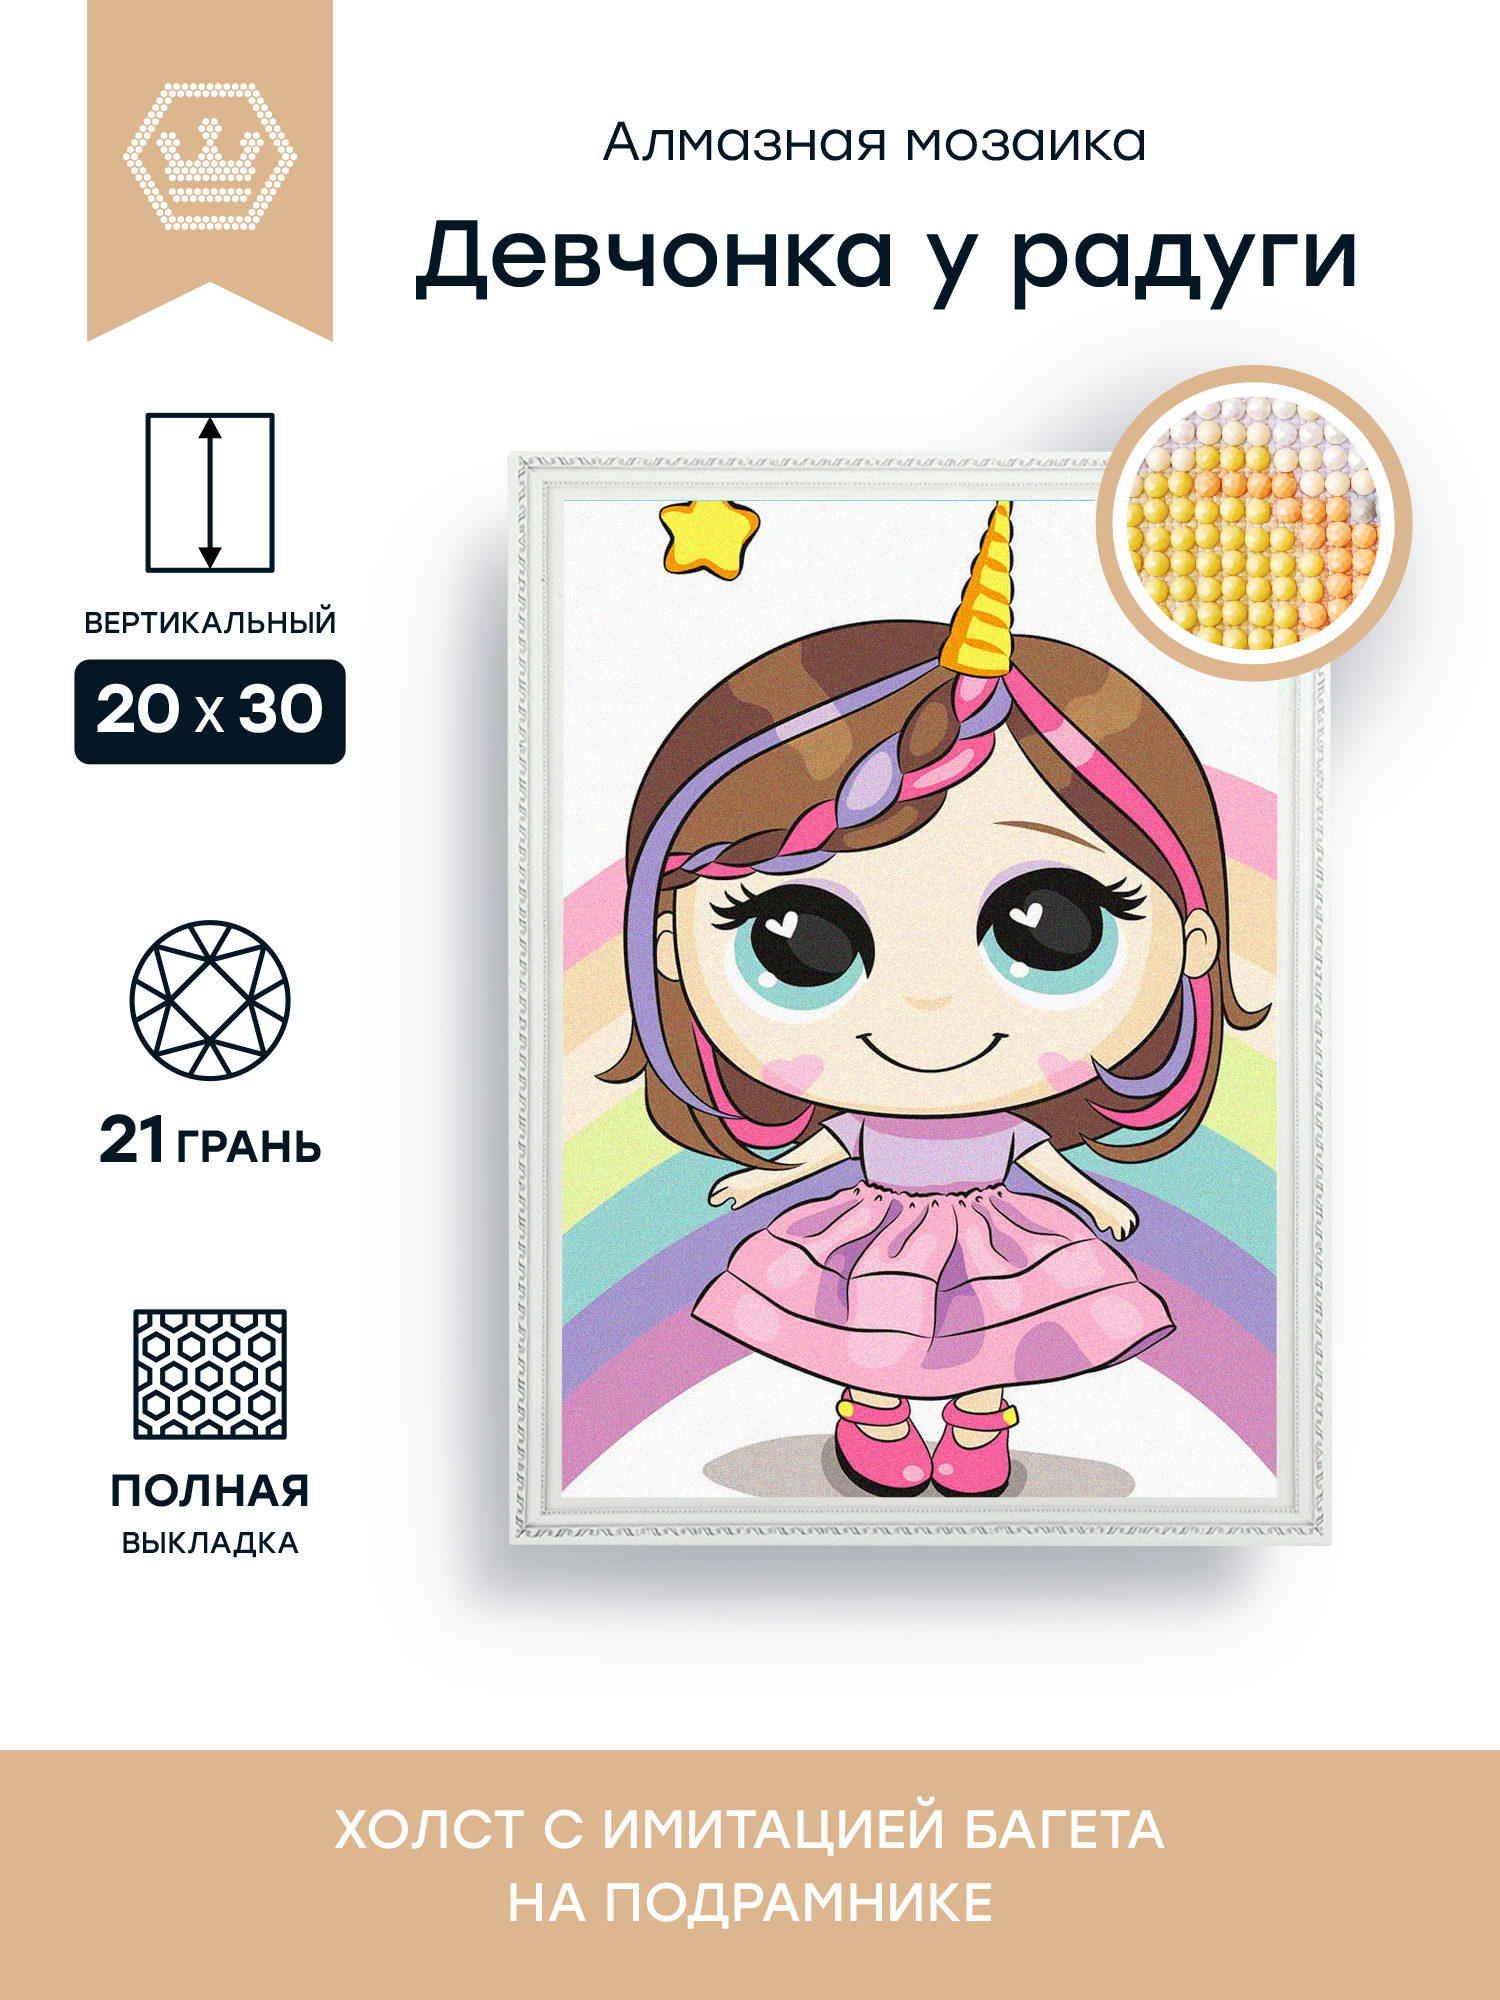 Алмазная мозаика
Девчонка у радуги
ВЕРТИКАЛЬНЫЙ
20 х 30
21 ГРАНЬ
ПОЛНАЯ
ВЫКЛАДКА
ХОЛСТ С ИМИТАЦИЕЙ БАГЕТА
НА ПОДРАМНИКЕ